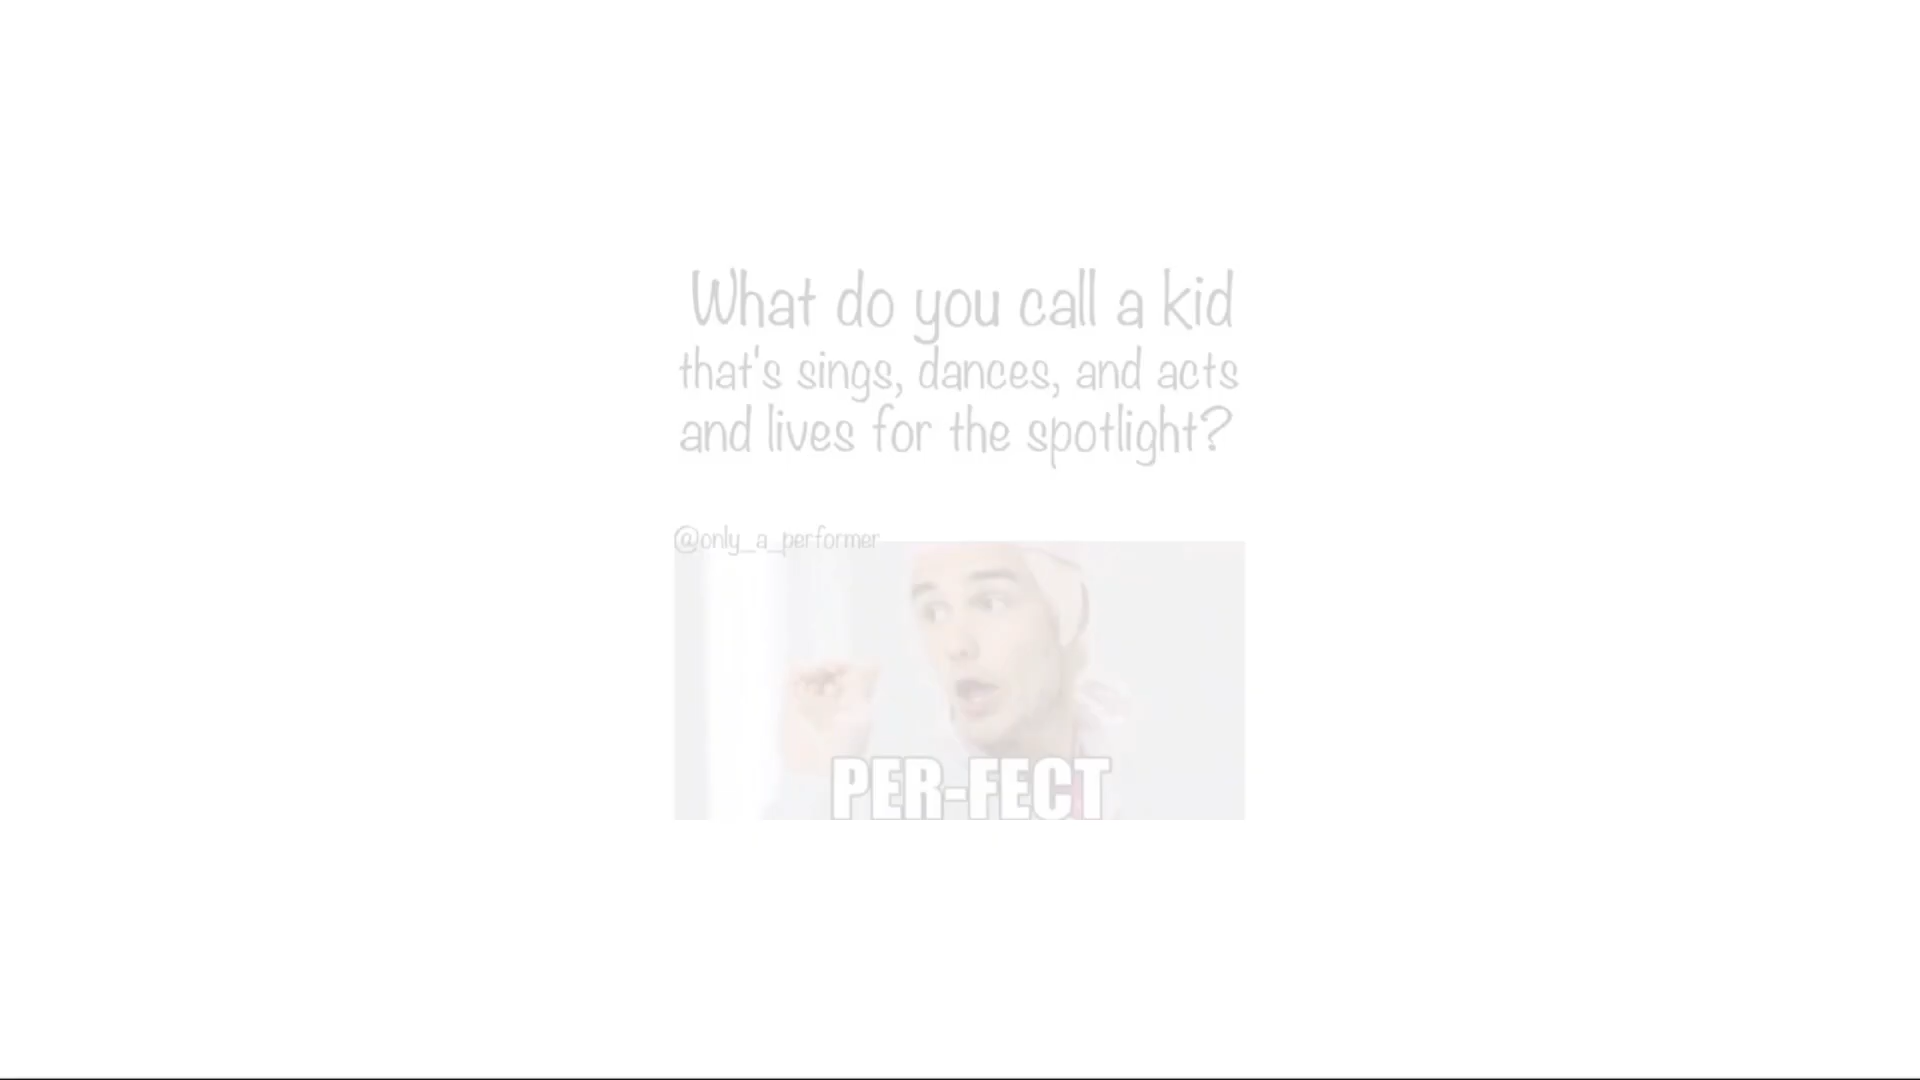 What do you call a kid
that's sings, dances, and acts
and lives for the spotlight?
@only_a_performer
PER-FECT